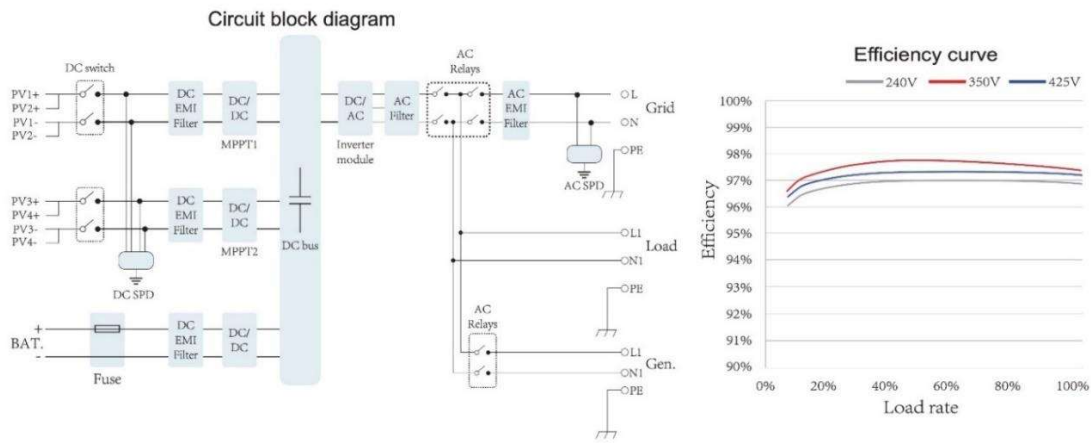 Circuit block diagram
DC switch
PV1+
PV2+
PV1-
PV2-
DC
EMI
Filter
DC/
DC
MPPT1
DC/
AC
Inverter
module
AC
Filter
AC
Relays
AC
EMI
Filter
L
Grid
N
PE
AC SPD
PV3+
PV4+
PV3-
PV4-
DC
EMI
Filter
DC/
DC
MPPT2
DC bus
DC SPD
L1
Load
N1
PE
+
BAT.
-
Fuse
DC
EMI
Filter
DC/
DC
AC
Relays
L1
Gen.
N1
PE
Efficiency curve
240V 350V 425V
Efficiency
100%
99%
98%
97%
96%
95%
94%
93%
92%
91%
90%
0% 20% 40% 60% 80% 100%
Load rate